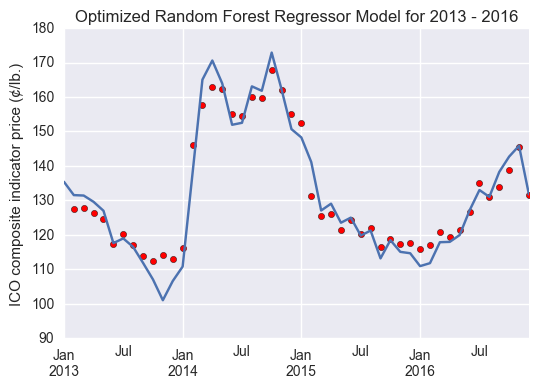 Optimized Random Forest Regressor Model for 2013 - 2016
ICO composite indicator price (¢/lb.)
180
170
160
150
140
130
120
110
100
90
Jan Jul Jan Jul Jan Jul Jan Jul
2013 2014 2015 2016